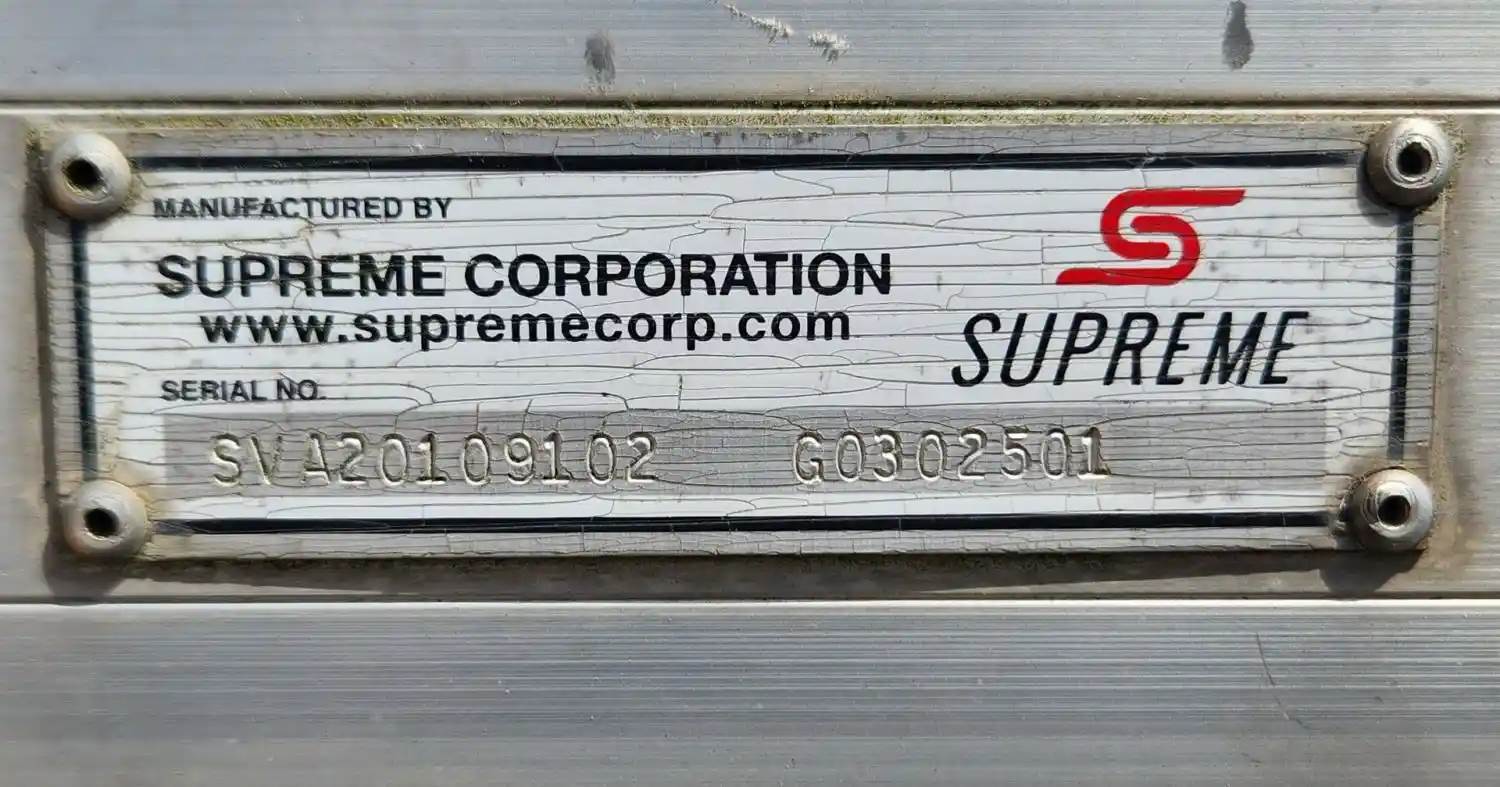 MANUFACTURED BY
SUPREME CORPORATION
www.supremecorp.com
SUPREME
SERIAL NO.
SVA20109102 G0302501